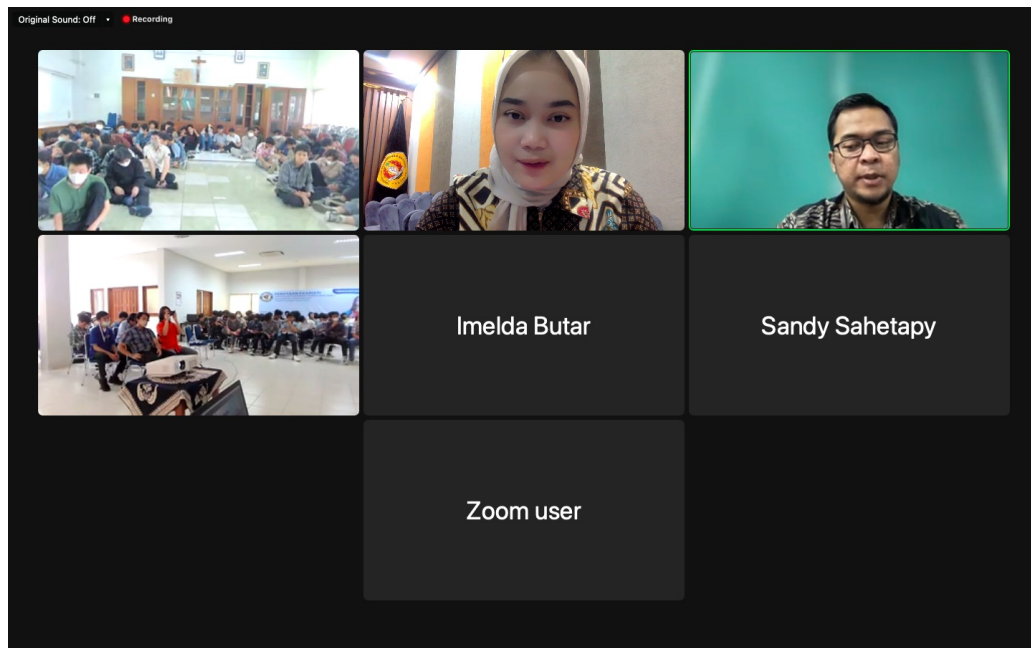 Original Sound: Off
Recording
Imelda Butar
Sandy Sahetapy
Zoom user